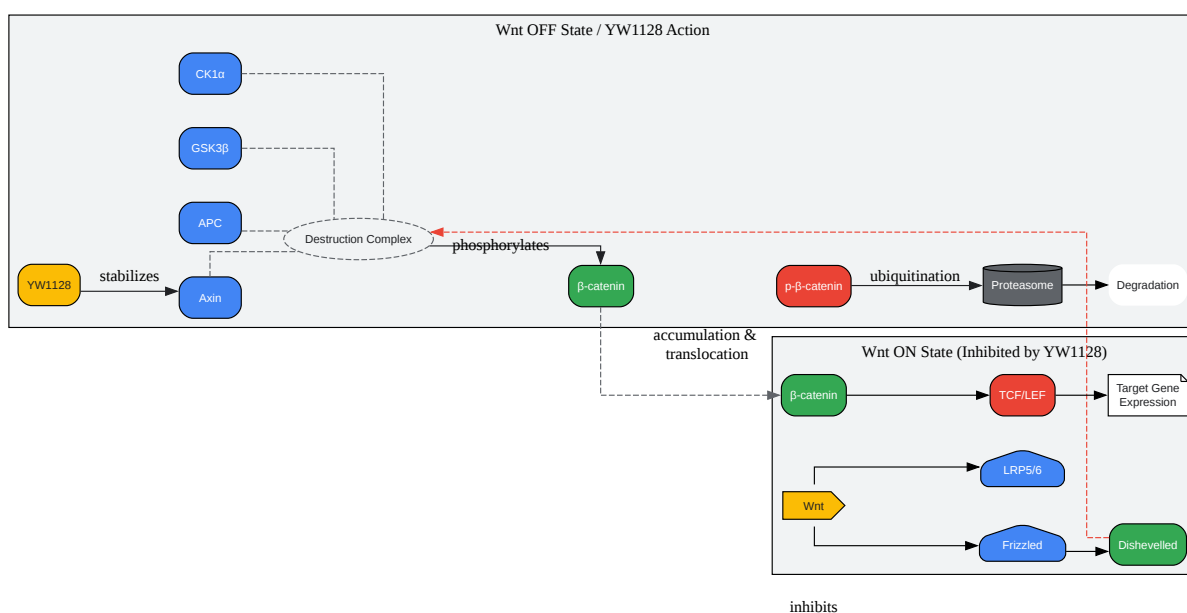 Wnt OFF State / YW1128 Action
CK1α
GSK3β
APC
Destruction Complex
phosphorylates
YW1128
stabilizes
Axin
β-catenin
p-β-catenin
ubiquitination
Proteasome
Degradation
accumulation &
translocation
Wnt ON State (Inhibited by YW1128)
β-catenin
TCF/LEF
Target Gene
Expression
LRP5/6
Wnt
Frizzled
Dishevelled
inhibits